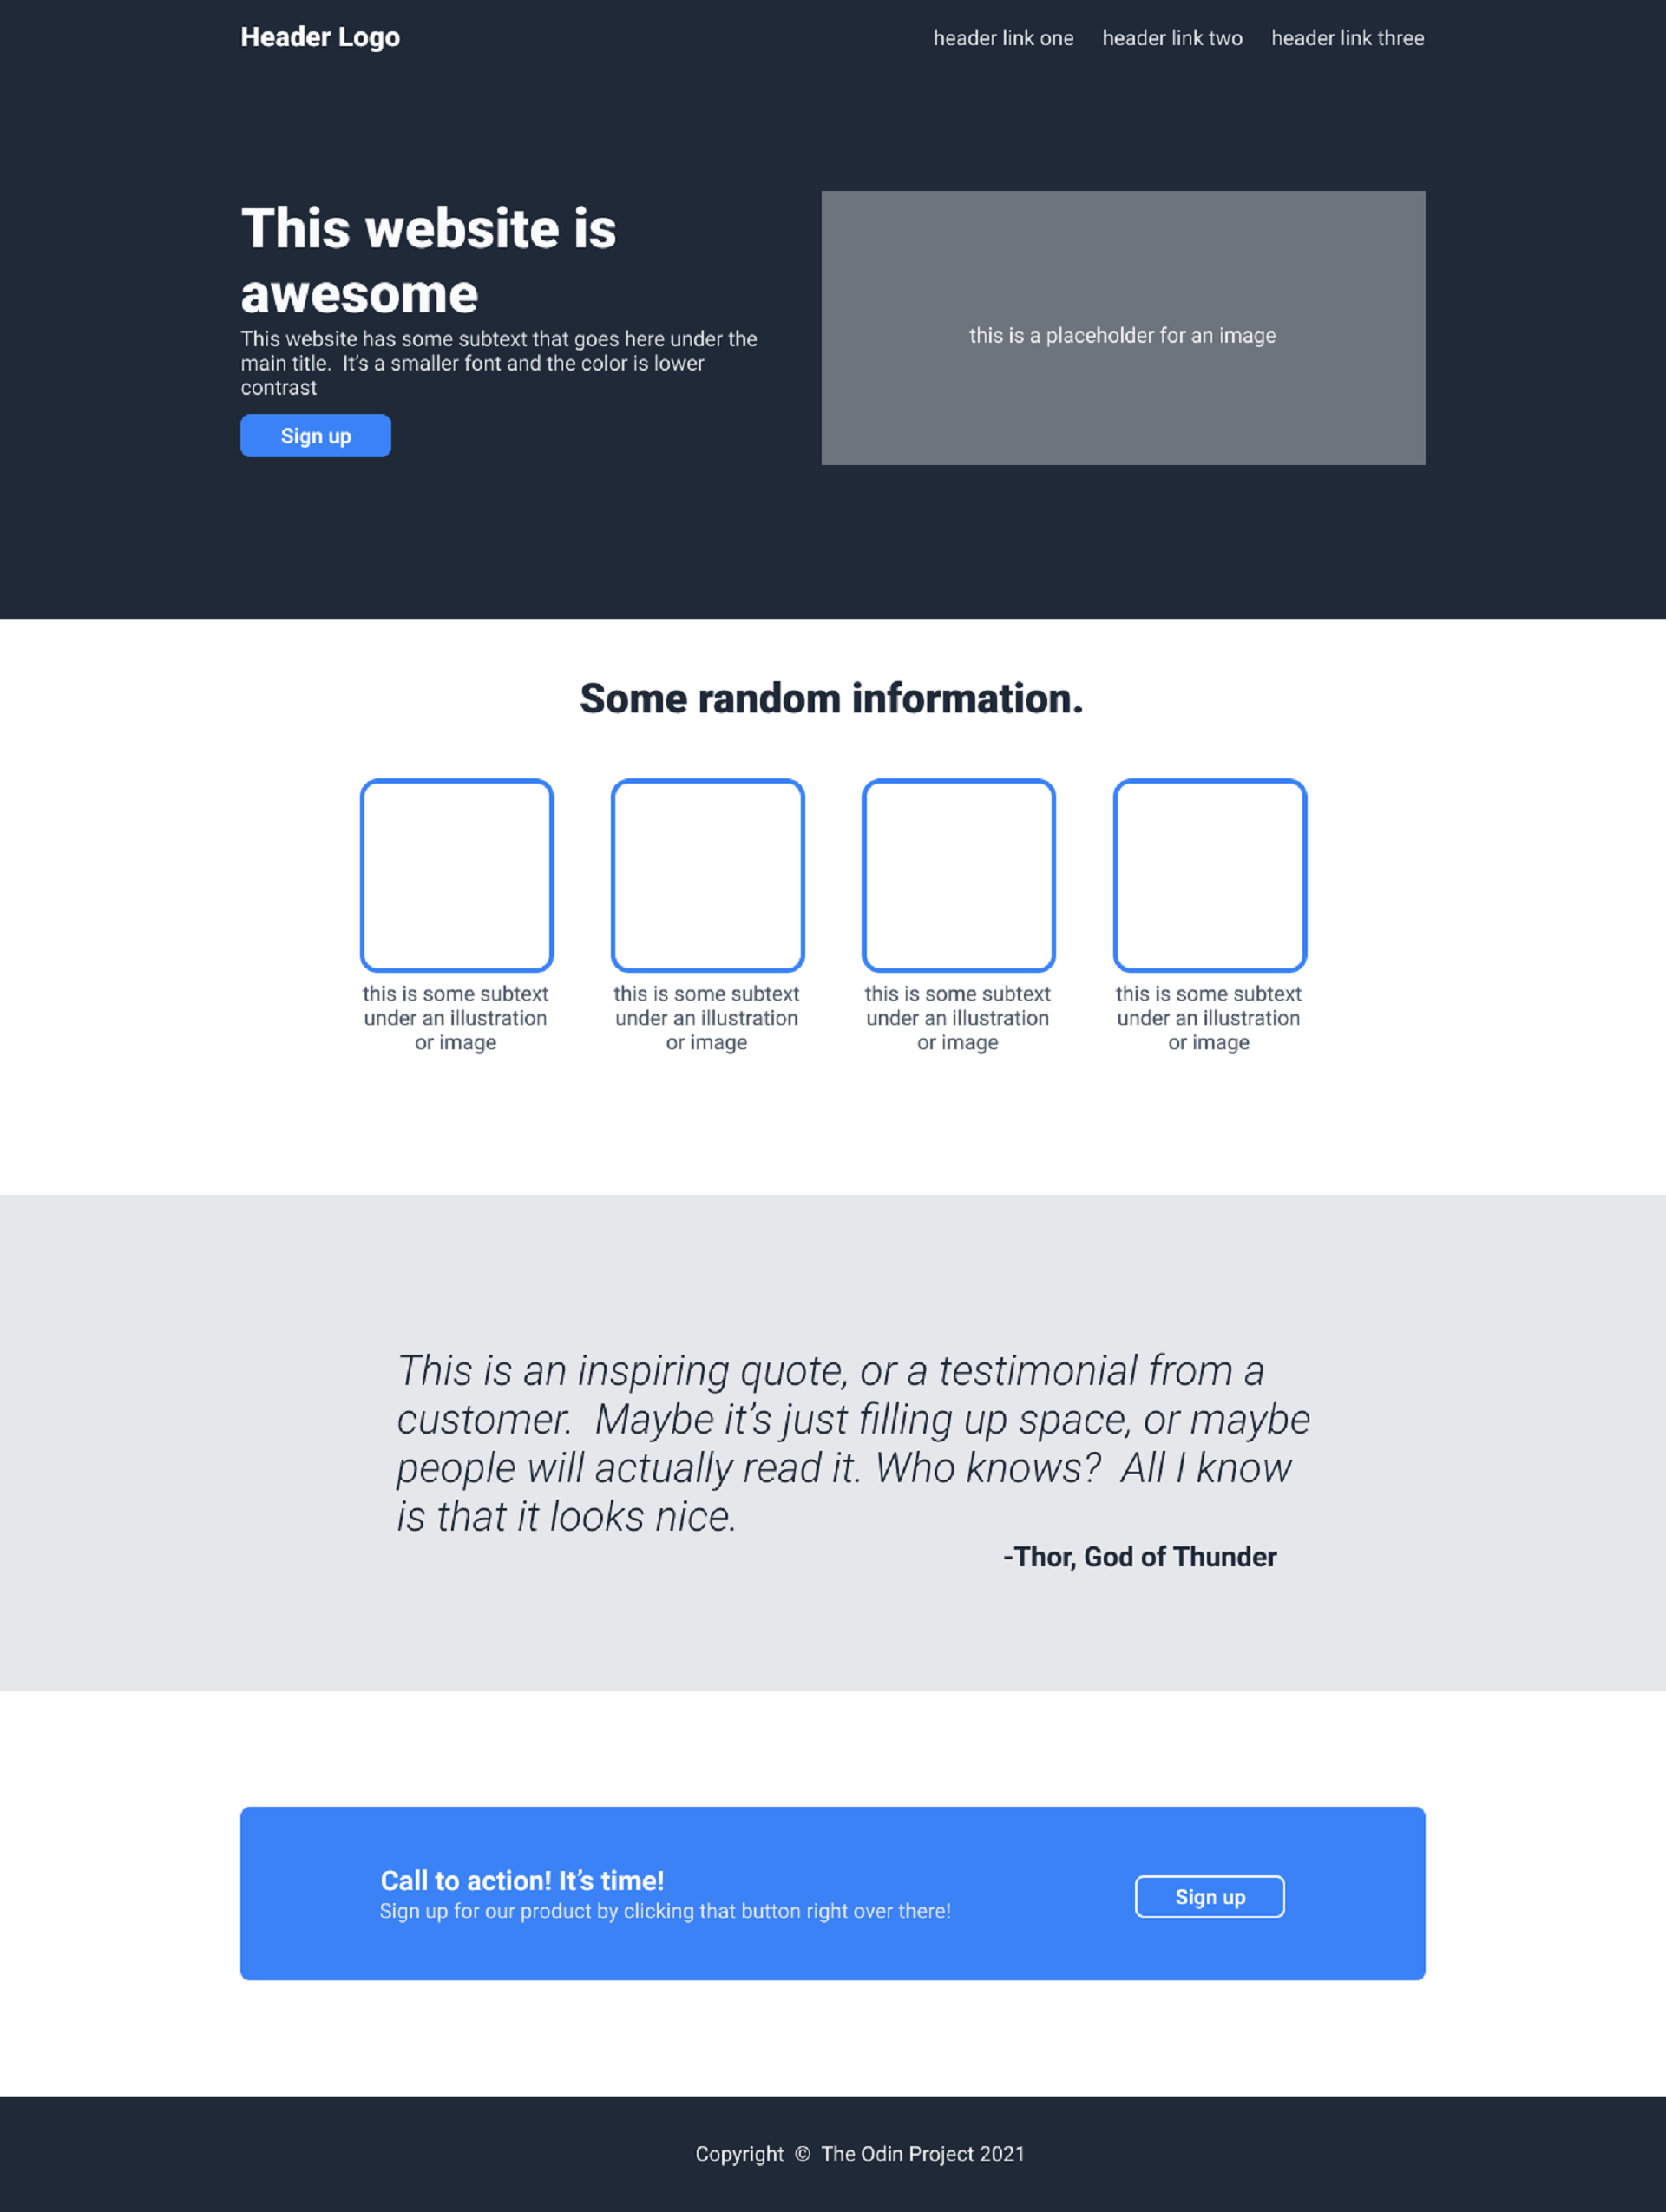 Header Logo
header link one
header link two
header link three
This website is
awesome
This website has some subtext that goes here under the
main title.  It’s a smaller font and the color is lower
contrast
Sign up
this is a placeholder for an image
Some random information.
this is some subtext
under an illustration
or image
this is some subtext
under an illustration
or image
this is some subtext
under an illustration
or image
this is some subtext
under an illustration
or image
This is an inspiring quote, or a testimonial from a
customer.  Maybe it’s just filling up space, or maybe
people will actually read it. Who knows?  All I know
is that it looks nice.
-Thor, God of Thunder
Call to action! It’s time!
Sign up for our product by clicking that button right over there!
Sign up
Copyright © The Odin Project 2021